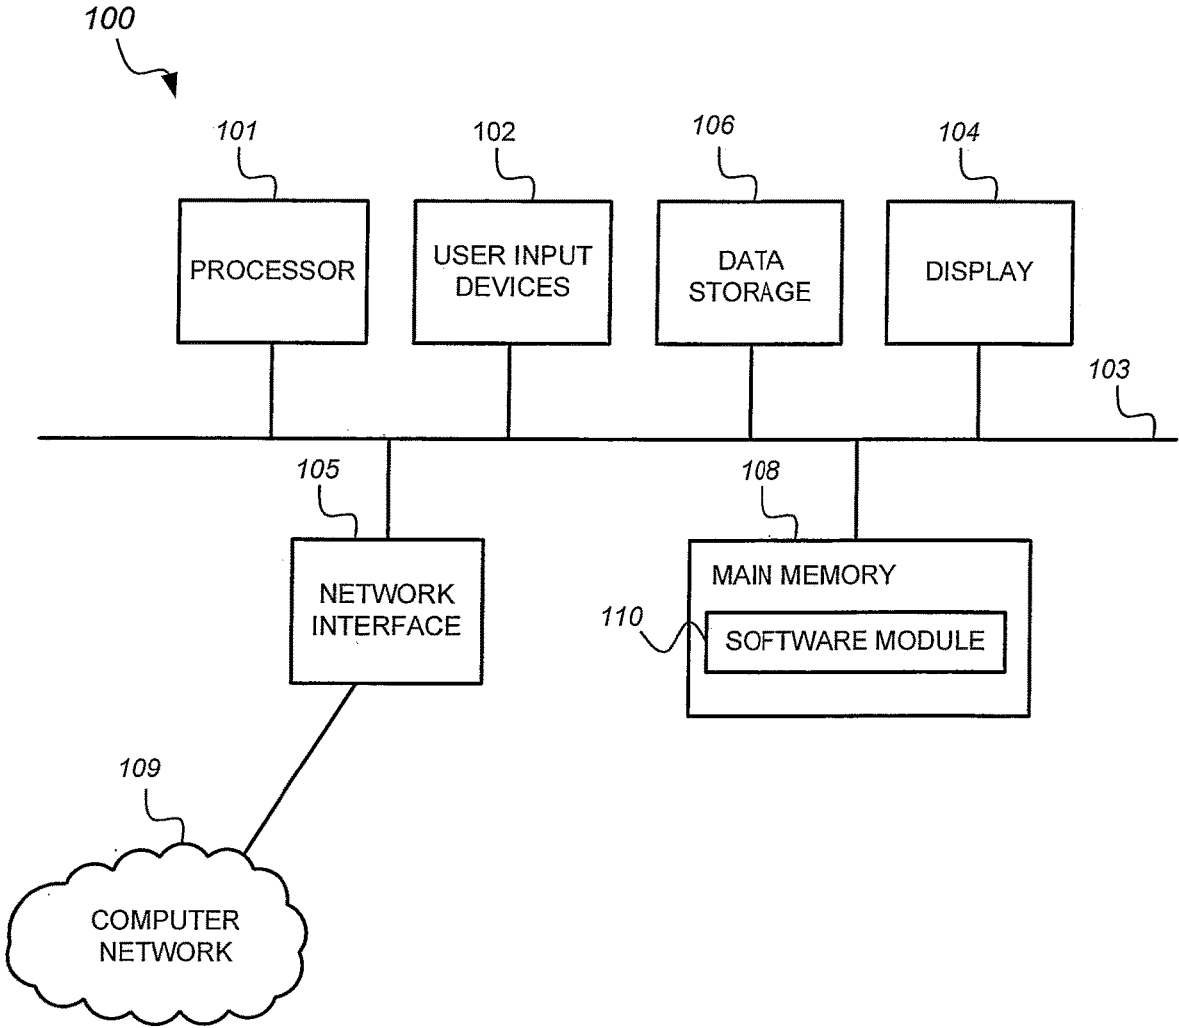 100
101
102
106
104
PROCESSOR
USER INPUT
DEVICES
DATA
STORAGE
DISPLAY
103
105
108
NETWORK
INTERFACE
MAIN MEMORY
110
SOFTWARE MODULE
109
COMPUTER
NETWORK